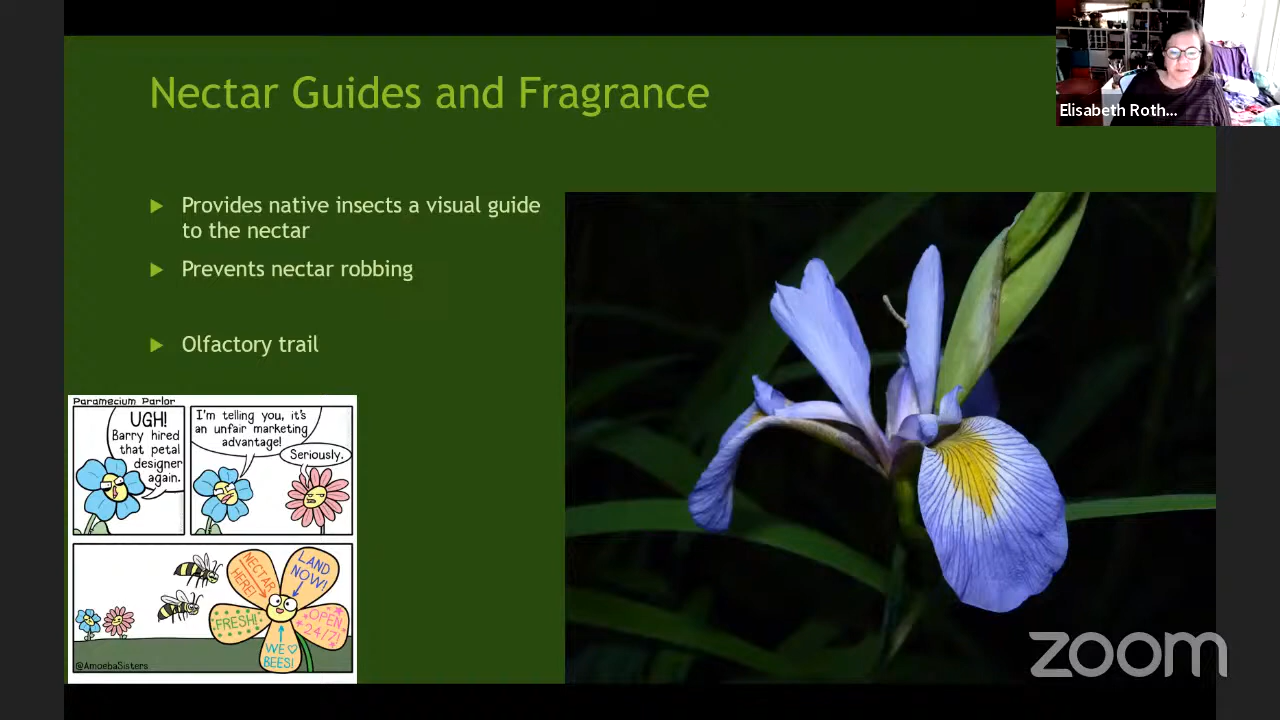 Nectar Guides and Fragrance
Elisabeth Roth...
Provides native insects a visual guide
to the nectar
Prevents nectar robbing
Olfactory trail
Paramecium Parlor
UGH!
Barry hired
that petal
designer
again.
I'm telling you, it's
an unfair marketing
advantage!
Seriously.
NECTAR
HERE!
LAND
NOW!
FRESH!
OPEN
24/7!
WE ♡
BEES!
@AmoebaSisters
zoom